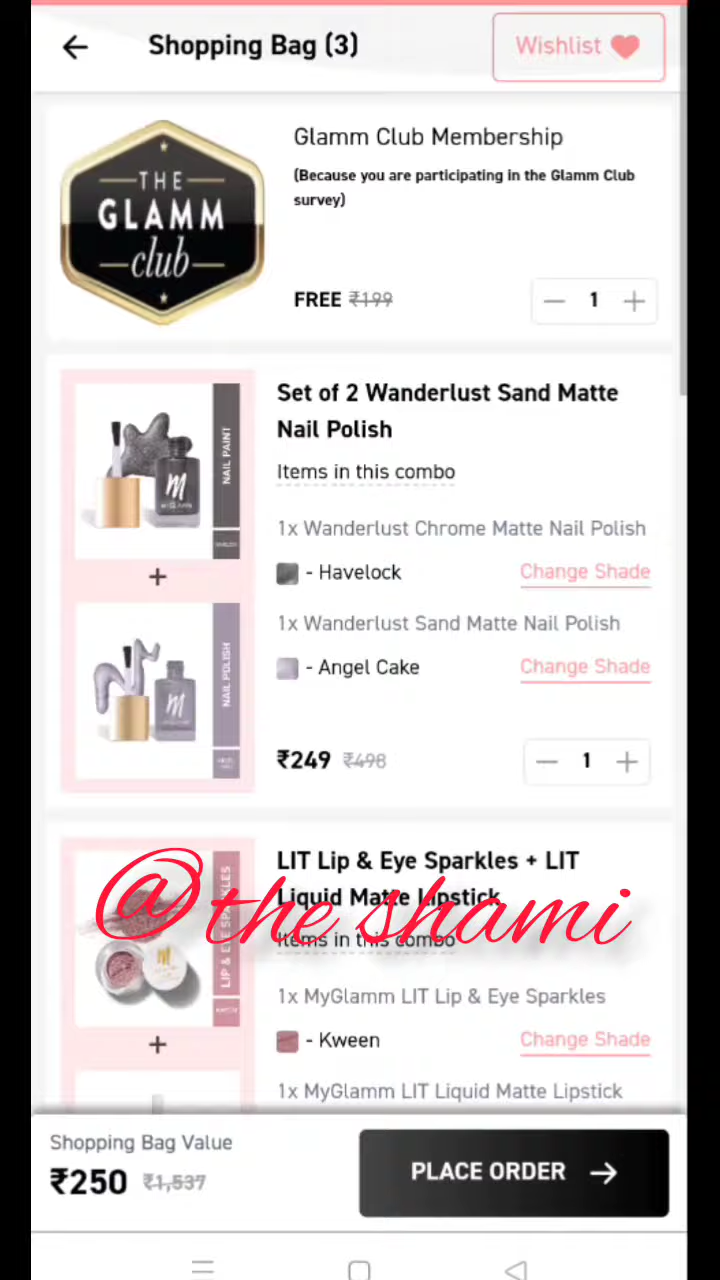 Shopping Bag (3)
Wishlist
THE
GLAMM
club
Glamm Club Membership
(Because you are participating in the Glamm Club
survey)
FREE ₹199
1
NAIL PAINT
M
NAIL POLISH
M
Set of 2 Wanderlust Sand Matte
Nail Polish
Items in this combo
1x Wanderlust Chrome Matte Nail Polish
- Havelock
Change Shade
1x Wanderlust Sand Matte Nail Polish
- Angel Cake
Change Shade
₹249 ₹498
1
LIP & EYE SPARKLES
LIT Lip & Eye Sparkles + LIT
Liquid Matte Lipstick
@the shami
Items in this combo
1x MyGlamm LIT Lip & Eye Sparkles
- Kween
Change Shade
1x MyGlamm LIT Liquid Matte Lipstick
Shopping Bag Value
₹250 ₹1,537
PLACE ORDER